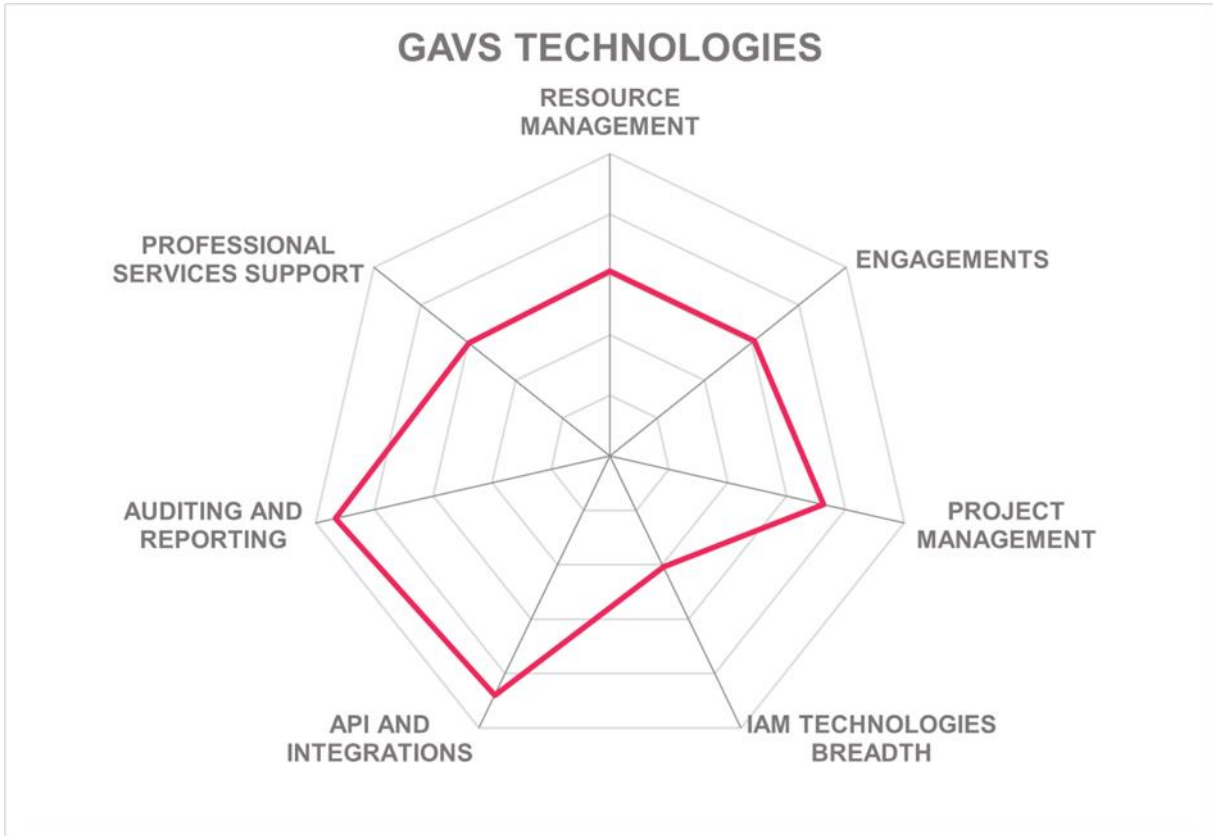 GAVS TECHNOLOGIES
RESOURCE
MANAGEMENT
PROFESSIONAL
SERVICES SUPPORT
ENGAGEMENTS
AUDITING AND
REPORTING
PROJECT
MANAGEMENT
API AND
INTEGRATIONS
IAM TECHNOLOGIES
BREADTH